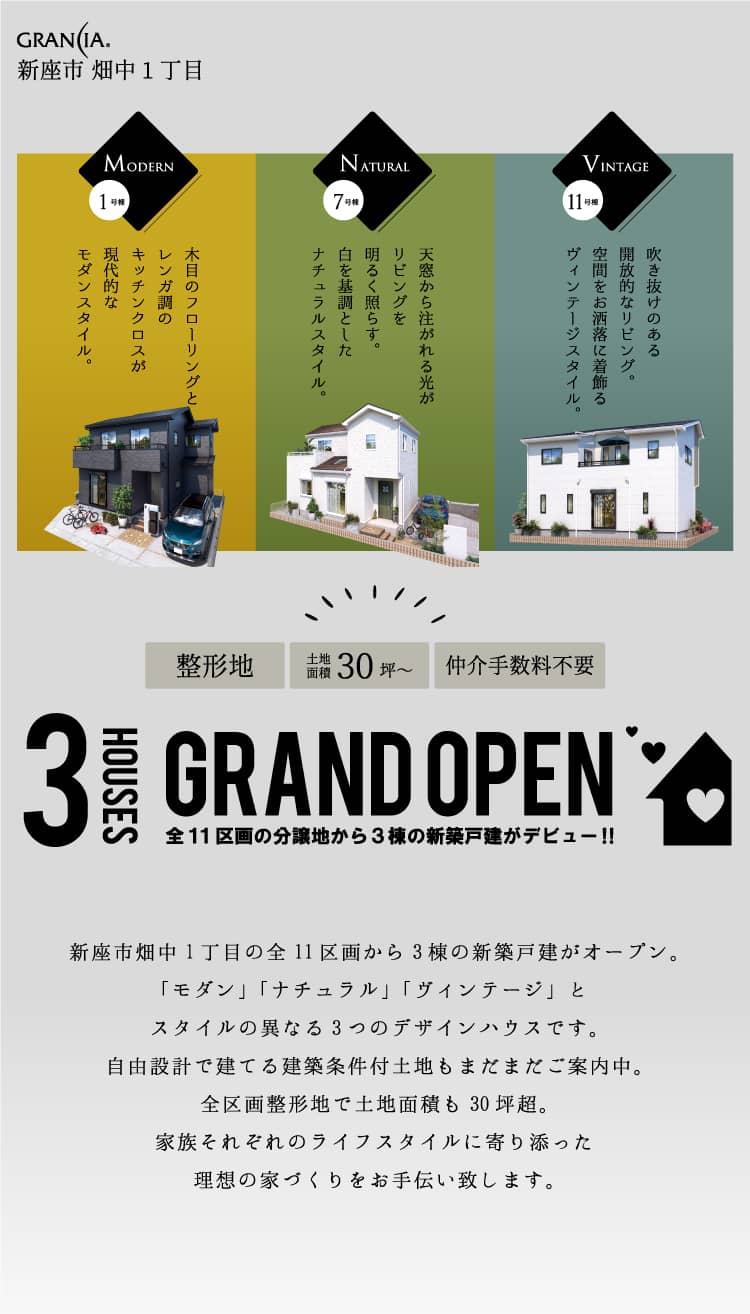 GRANCIA®
新座市 畑中1丁目
MODERN
1号棟
木目のフローリングと
レンガ調の
キッチンクロスが
現代的な
モダンスタイル。
NATURAL
7号棟
天窓から注がれる光が
リビングを
明るく照らす。
白を基調とした
ナチュラルスタイル。
VINTAGE
11号棟
吹き抜けのある
開放的なリビング。
空間をお洒落に着飾る
ヴィンテージスタイル。
整形地
土地面積 30坪～
仲介手数料不要
3 HOUSES
GRAND OPEN
全11区画の分譲地から3棟の新築戸建がデビュー!!
新座市畑中1丁目の全11区画から3棟の新築戸建がオープン。
「モダン」「ナチュラル」「ヴィンテージ」と
スタイルの異なる3つのデザインハウスです。
自由設計で建てる建築条件付土地もまだまだご案内中。
全区画整形地で土地面積も30坪超。
家族それぞれのライフスタイルに寄り添った
理想の家づくりをお手伝い致します。